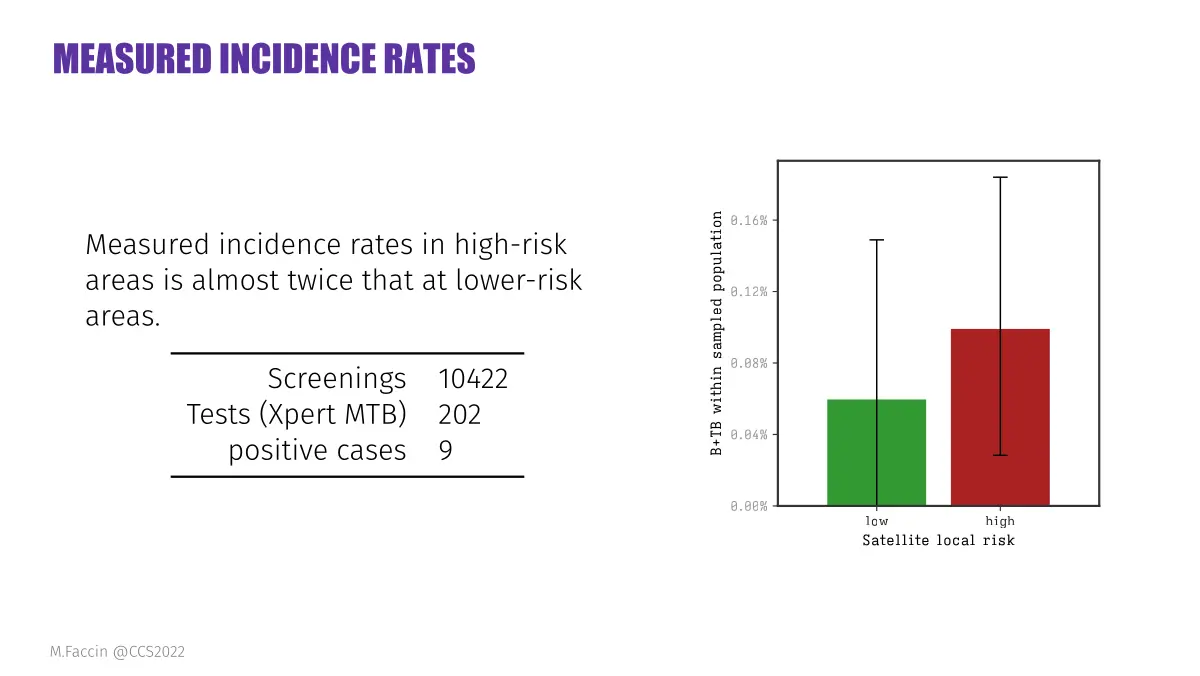 MEASURED INCIDENCE RATES
Measured incidence rates in high-risk
areas is almost twice that at lower-risk
areas.
Screenings 10422
Tests (Xpert MTB) 202
positive cases 9
B+TB within sampled population
0.16%
0.12%
0.08%
0.04%
0.00%
low high
Satellite local risk
M.Faccin @CCS2022